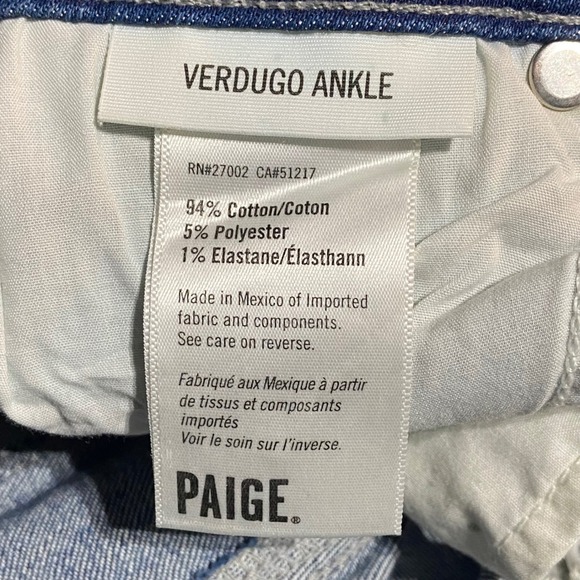 VERDUGO ANKLE
RN#27002 CA#51217
94% Cotton/Coton
5% Polyester
1% Elastane/Élasthann
Made in Mexico of Imported
fabric and components.
See care on reverse.
Fabriqué aux Mexique à partir
de tissus et composants
importés
Voir le soin sur l'inverse.
PAIGE®